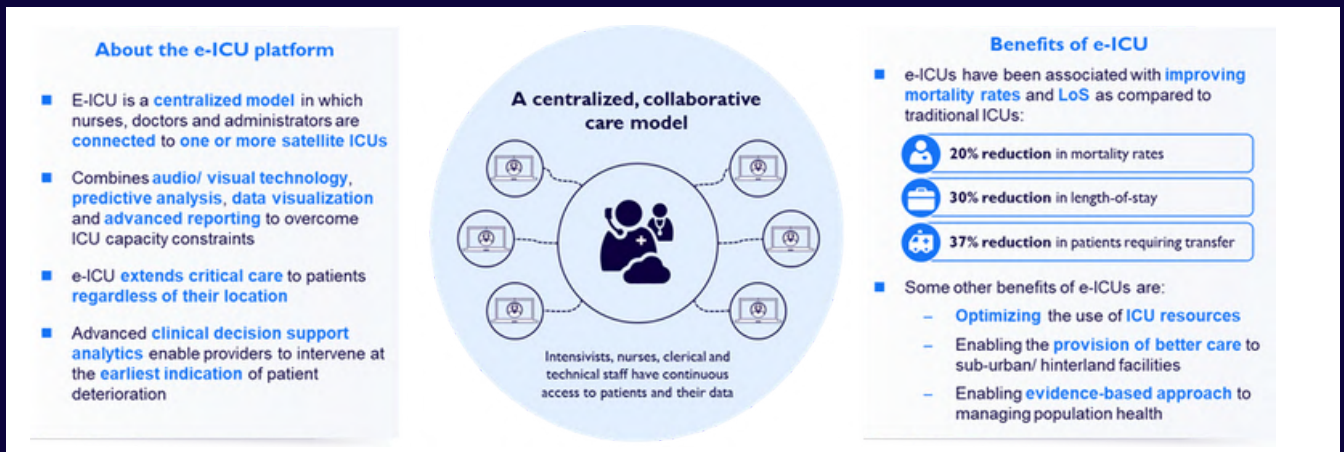 About the e-ICU platform
E-ICU is a centralized model in which
nurses, doctors and administrators are
connected to one or more satellite ICUs
Combines audio/ visual technology,
predictive analysis, data visualization
and advanced reporting to overcome
ICU capacity constraints
e-ICU extends critical care to patients
regardless of their location
Advanced clinical decision support
analytics enable providers to intervene at
the earliest indication of patient
deterioration
A centralized, collaborative
care model
Intensivists, nurses, clerical and
technical staff have continuous
access to patients and their data
Benefits of e-ICU
e-ICUs have been associated with improving
mortality rates and LoS as compared to
traditional ICUs:
20% reduction in mortality rates
30% reduction in length-of-stay
37% reduction in patients requiring transfer
Some other benefits of e-ICUs are:
– Optimizing the use of ICU resources
– Enabling the provision of better care to
sub-urban/ hinterland facilities
– Enabling evidence-based approach to
managing population health